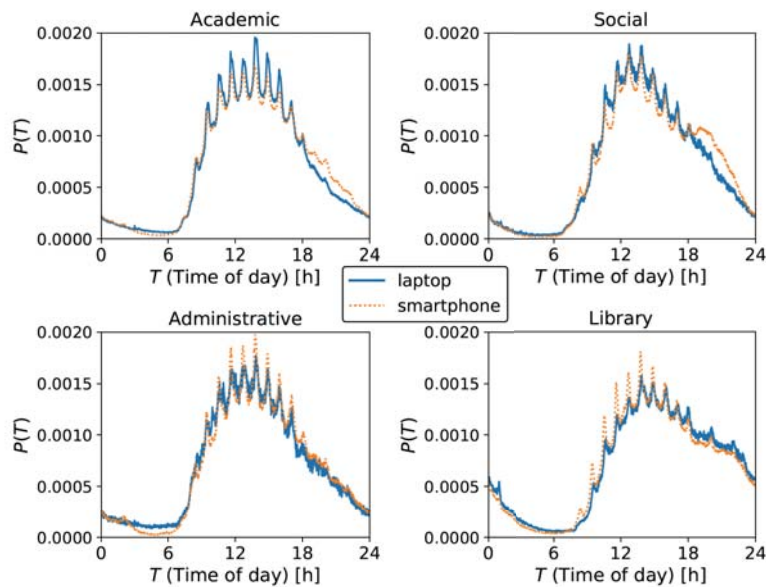 Academic
Social
0.0020
0.0015
0.0010
0.0005
0.0000
P(T)
0 6 12 18 24
T (Time of day) [h]
0.0020
0.0015
0.0010
0.0005
0.0000
P(T)
0 6 12 18 24
T (Time of day) [h]
laptop
smartphone
Administrative
Library
0.0020
0.0015
0.0010
0.0005
0.0000
P(T)
0 6 12 18 24
T (Time of day) [h]
0.0020
0.0015
0.0010
0.0005
0.0000
P(T)
0 6 12 18 24
T (Time of day) [h]